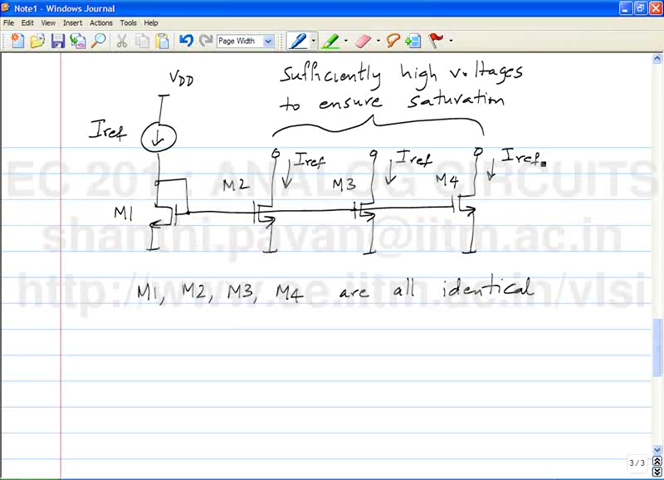 Note1 - Windows Journal
File Edit View Insert Actions Tools Help
Page Width
VDD
Sufficiently high voltages
to ensure saturation
Iref
Iref Iref Iref
M2 M3 M4
M1
EC 201 ANALOG CIRCUITS
shanthi.pavan@iitm.ac.in
http://www.ee.iitm.ac.in/vlsi
M1, M2, M3, M4 are all identical
3 / 3